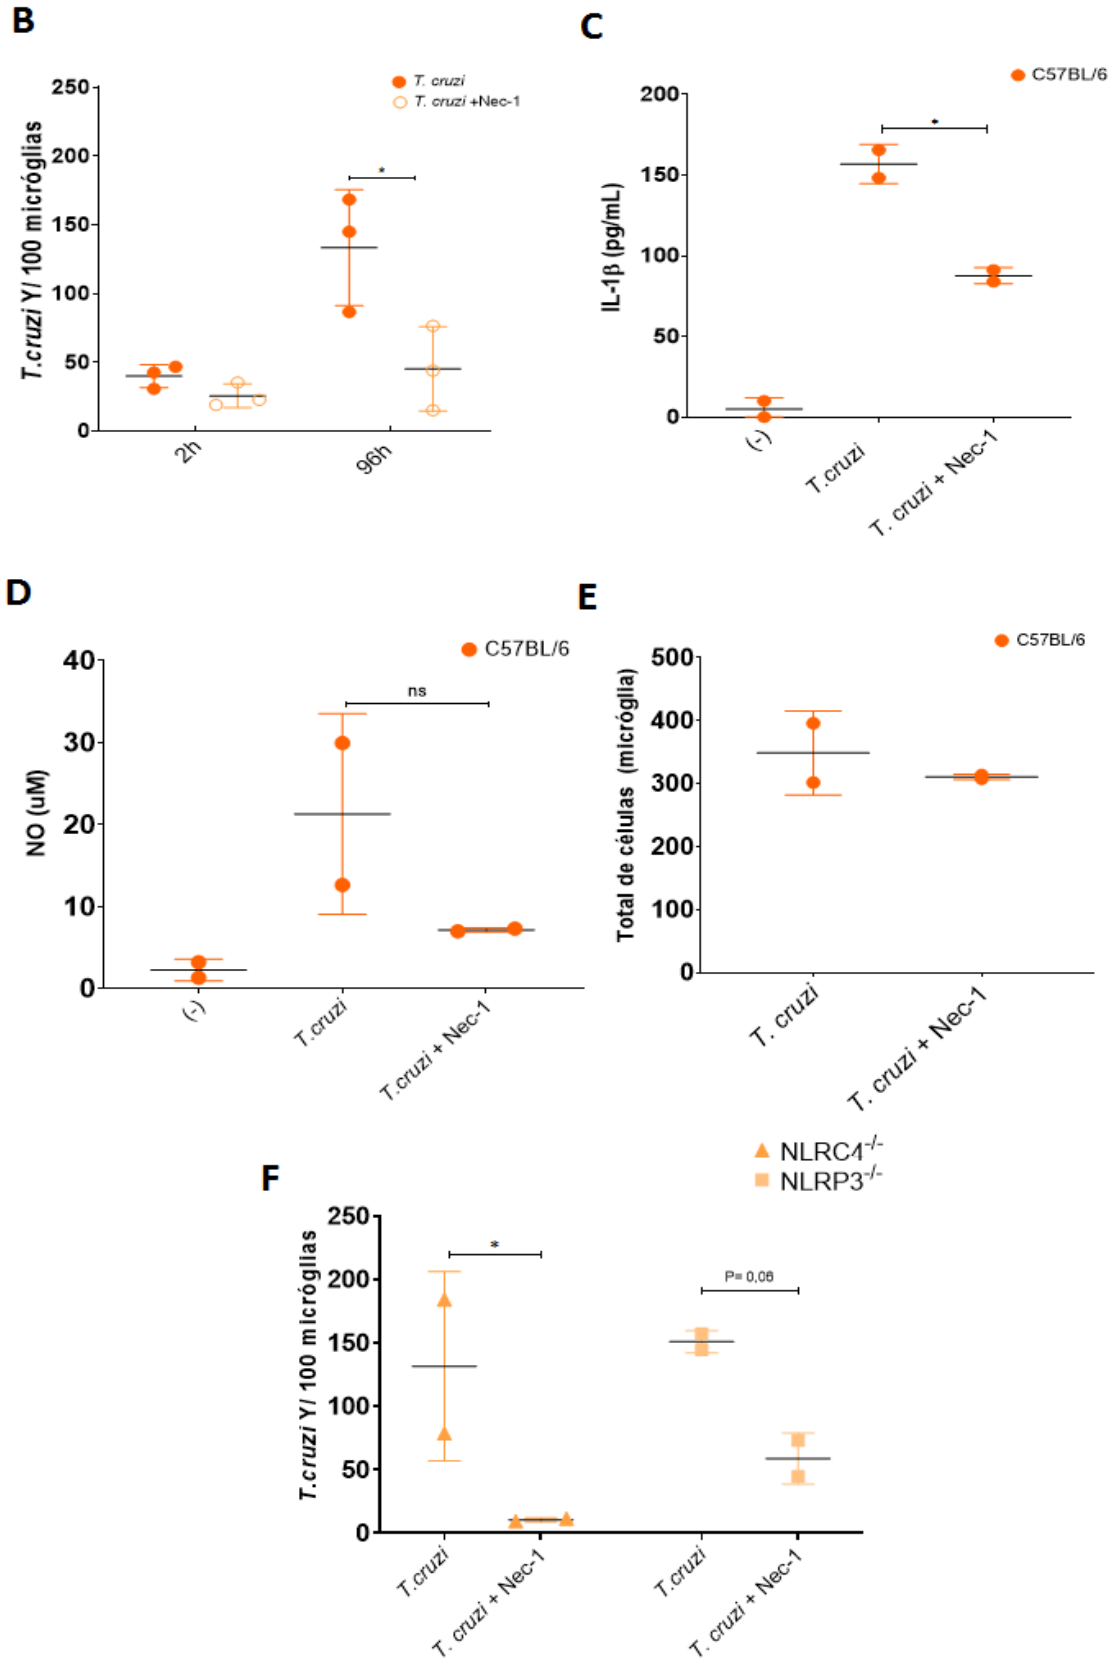 B
T. cruzi
T. cruzi +Nec-1
T.cruzi Y/ 100 micróglias
250
200
150
100
50
0
*
2h
96h
C
C57BL/6
IL-1β (pg/mL)
200
150
100
50
0
*
(-)
T.cruzi
T. cruzi + Nec-1
D
C57BL/6
NO (uM)
40
30
20
10
0
ns
(-)
T.cruzi
T.cruzi + Nec-1
E
C57BL/6
Total de células (micróglia)
500
400
300
200
100
0
T. cruzi
T. cruzi + Nec-1
F
NLRC4-/-
NLRP3-/-
T.cruzi Y/ 100 micróglias
250
200
150
100
50
0
*
P= 0,06
T.cruzi
T. cruzi + Nec-1
T.cruzi
T. cruzi + Nec-1